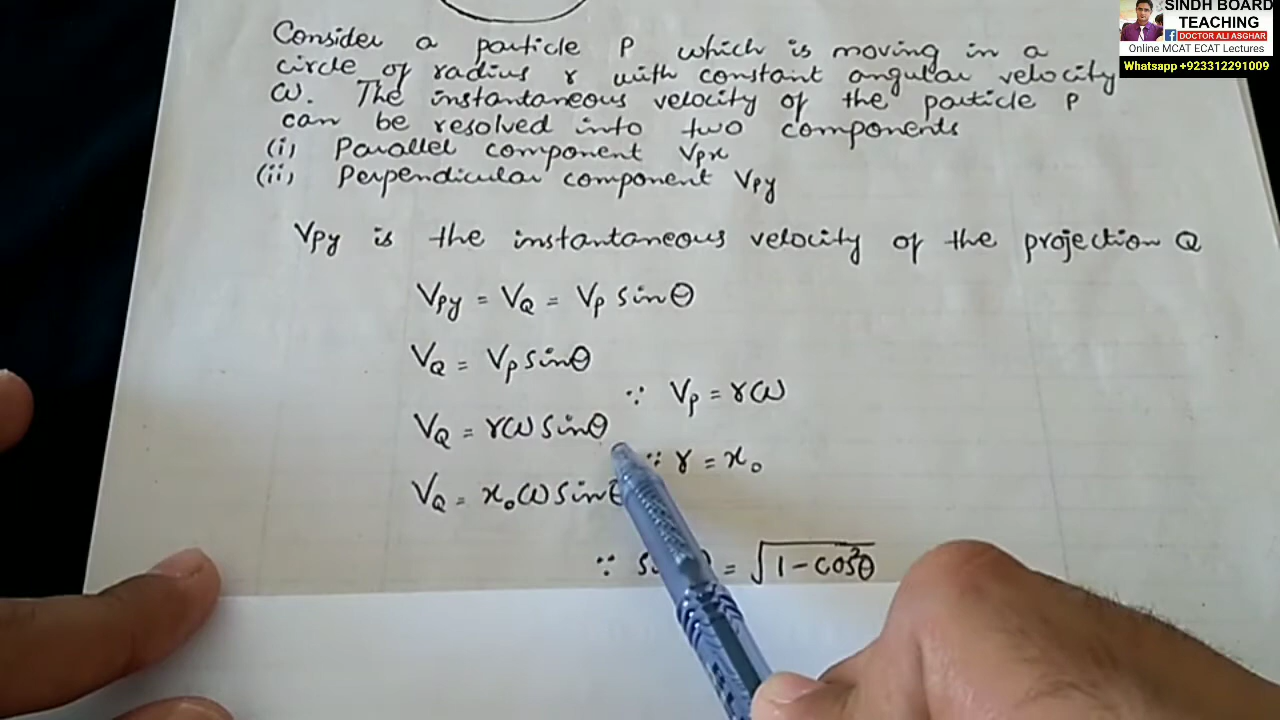 SINDH BOARD
TEACHING
DOCTOR ALI ASGHAR
Online MCAT ECAT Lectures
Whatsapp +923312291009
Consider a particle P which is moving in a
circle of radius r with constant angular velocity
ω. The instantaneous velocity of the particle P
can be resolved into two components
(i) Parallel component Vpx
(ii) Perpendicular component Vpy
Vpy is the instantaneous velocity of the projection Q
Vpy = VQ = Vp sinθ
VQ = Vp sinθ
∵ Vp = rω
VQ = rω sinθ
∵ r = x₀
VQ = x₀ω sinθ
∵ = √1-cos²θ